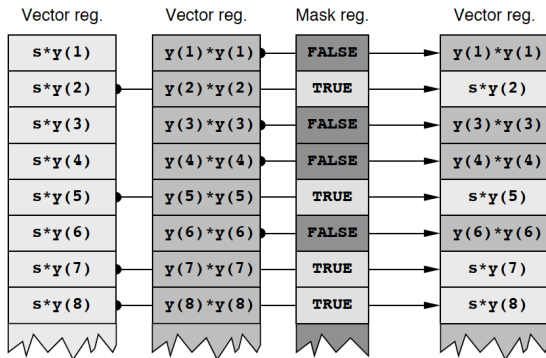 Vector reg. Vector reg. Mask reg. Vector reg.
s*y(1) y(1)*y(1) FALSE y(1)*y(1)
s*y(2) y(2)*y(2) TRUE s*y(2)
s*y(3) y(3)*y(3) FALSE y(3)*y(3)
s*y(4) y(4)*y(4) FALSE y(4)*y(4)
s*y(5) y(5)*y(5) TRUE s*y(5)
s*y(6) y(6)*y(6) FALSE y(6)*y(6)
s*y(7) y(7)*y(7) TRUE s*y(7)
s*y(8) y(8)*y(8) TRUE s*y(8)